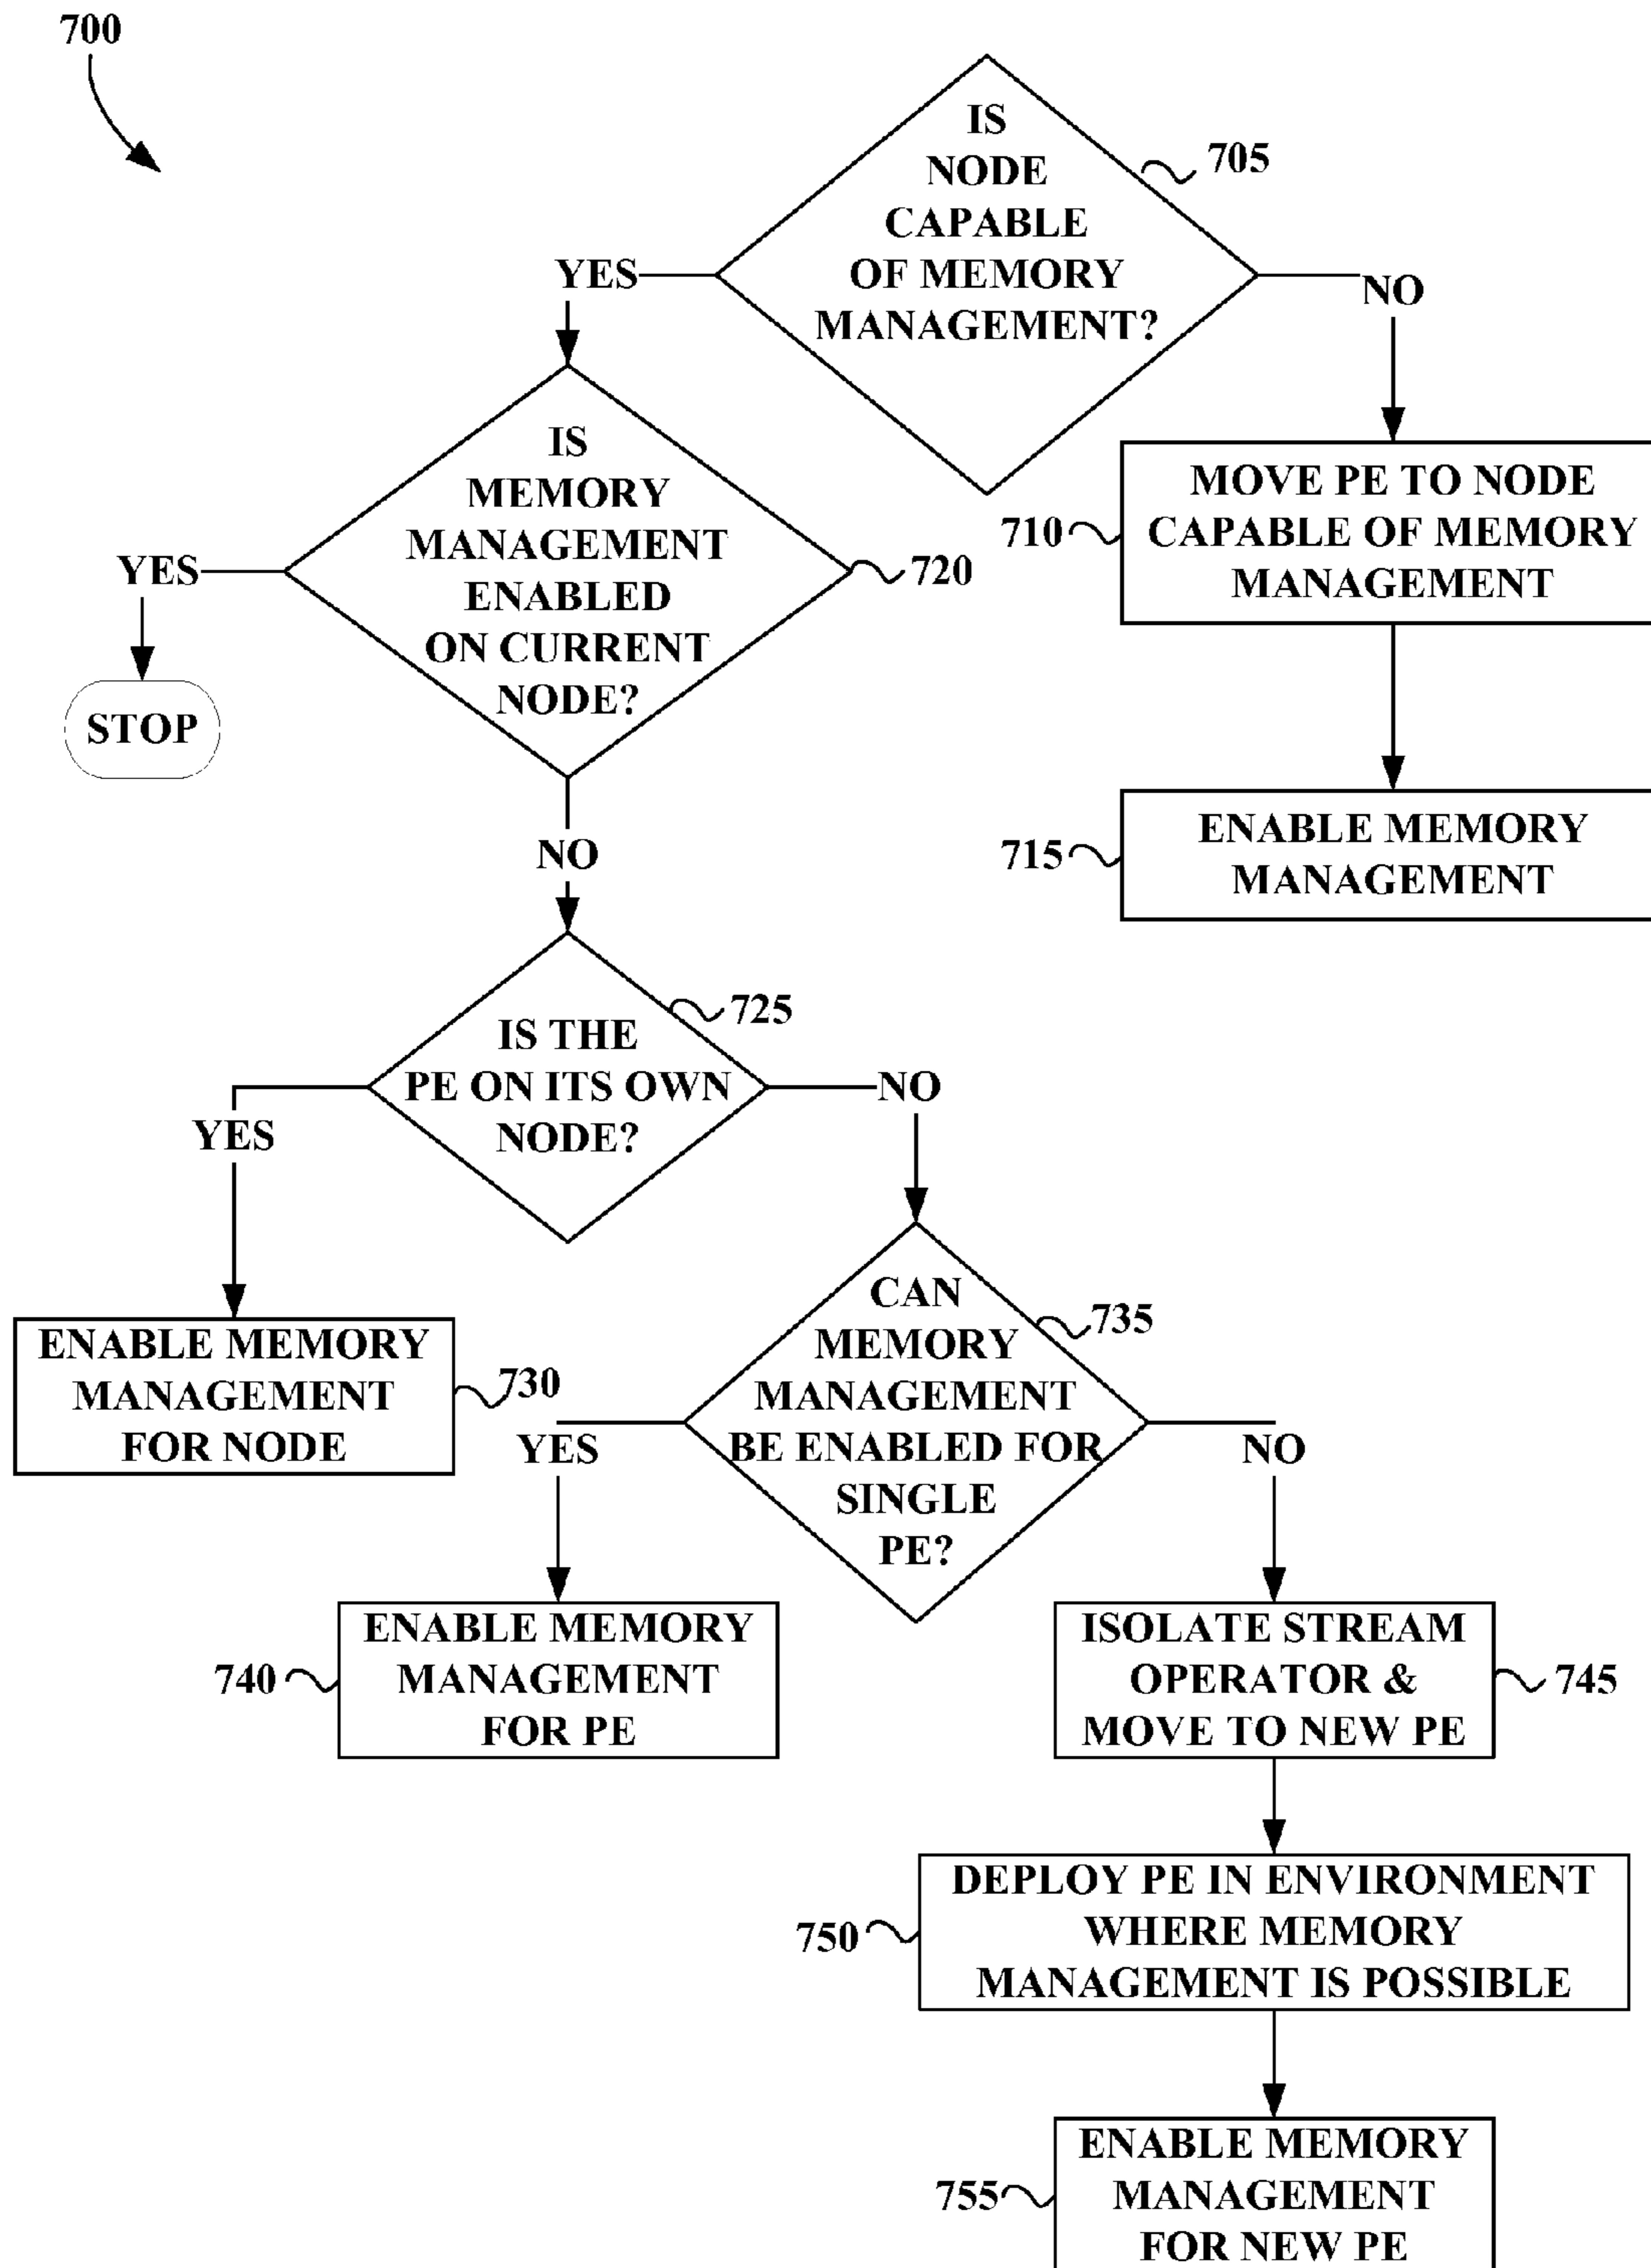 700
IS
NODE
CAPABLE
OF MEMORY
MANAGEMENT?
705
YES
NO
IS
MEMORY
MANAGEMENT
ENABLED
ON CURRENT
NODE?
720
YES
STOP
MOVE PE TO NODE
CAPABLE OF MEMORY
MANAGEMENT
710
ENABLE MEMORY
MANAGEMENT
715
NO
IS THE
PE ON ITS OWN
NODE?
725
YES
NO
ENABLE MEMORY
MANAGEMENT
FOR NODE
730
CAN
MEMORY
MANAGEMENT
BE ENABLED FOR
SINGLE
PE?
735
YES
NO
ENABLE MEMORY
MANAGEMENT
FOR PE
740
ISOLATE STREAM
OPERATOR &
MOVE TO NEW PE
745
DEPLOY PE IN ENVIRONMENT
WHERE MEMORY
MANAGEMENT IS POSSIBLE
750
ENABLE MEMORY
MANAGEMENT
FOR NEW PE
755